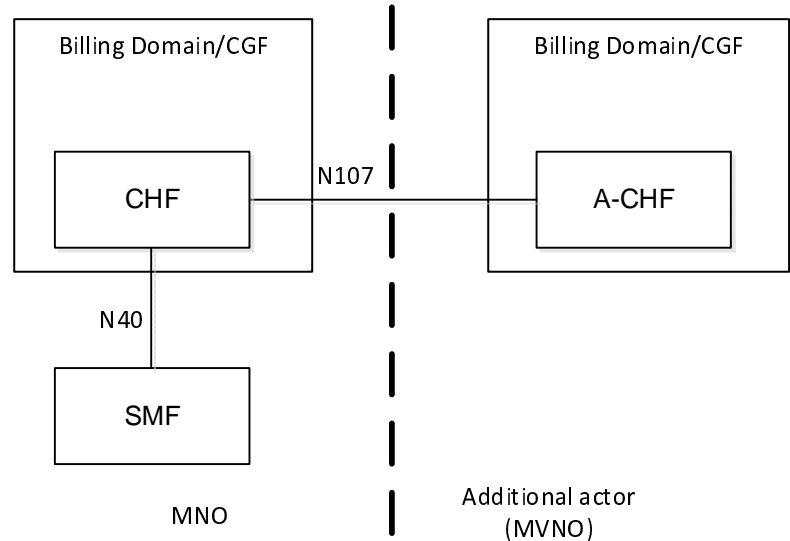 Billing Domain/CGF
Billing Domain/CGF
CHF
N107
A-CHF
N40
SMF
MNO
Additional actor
(MVNO)